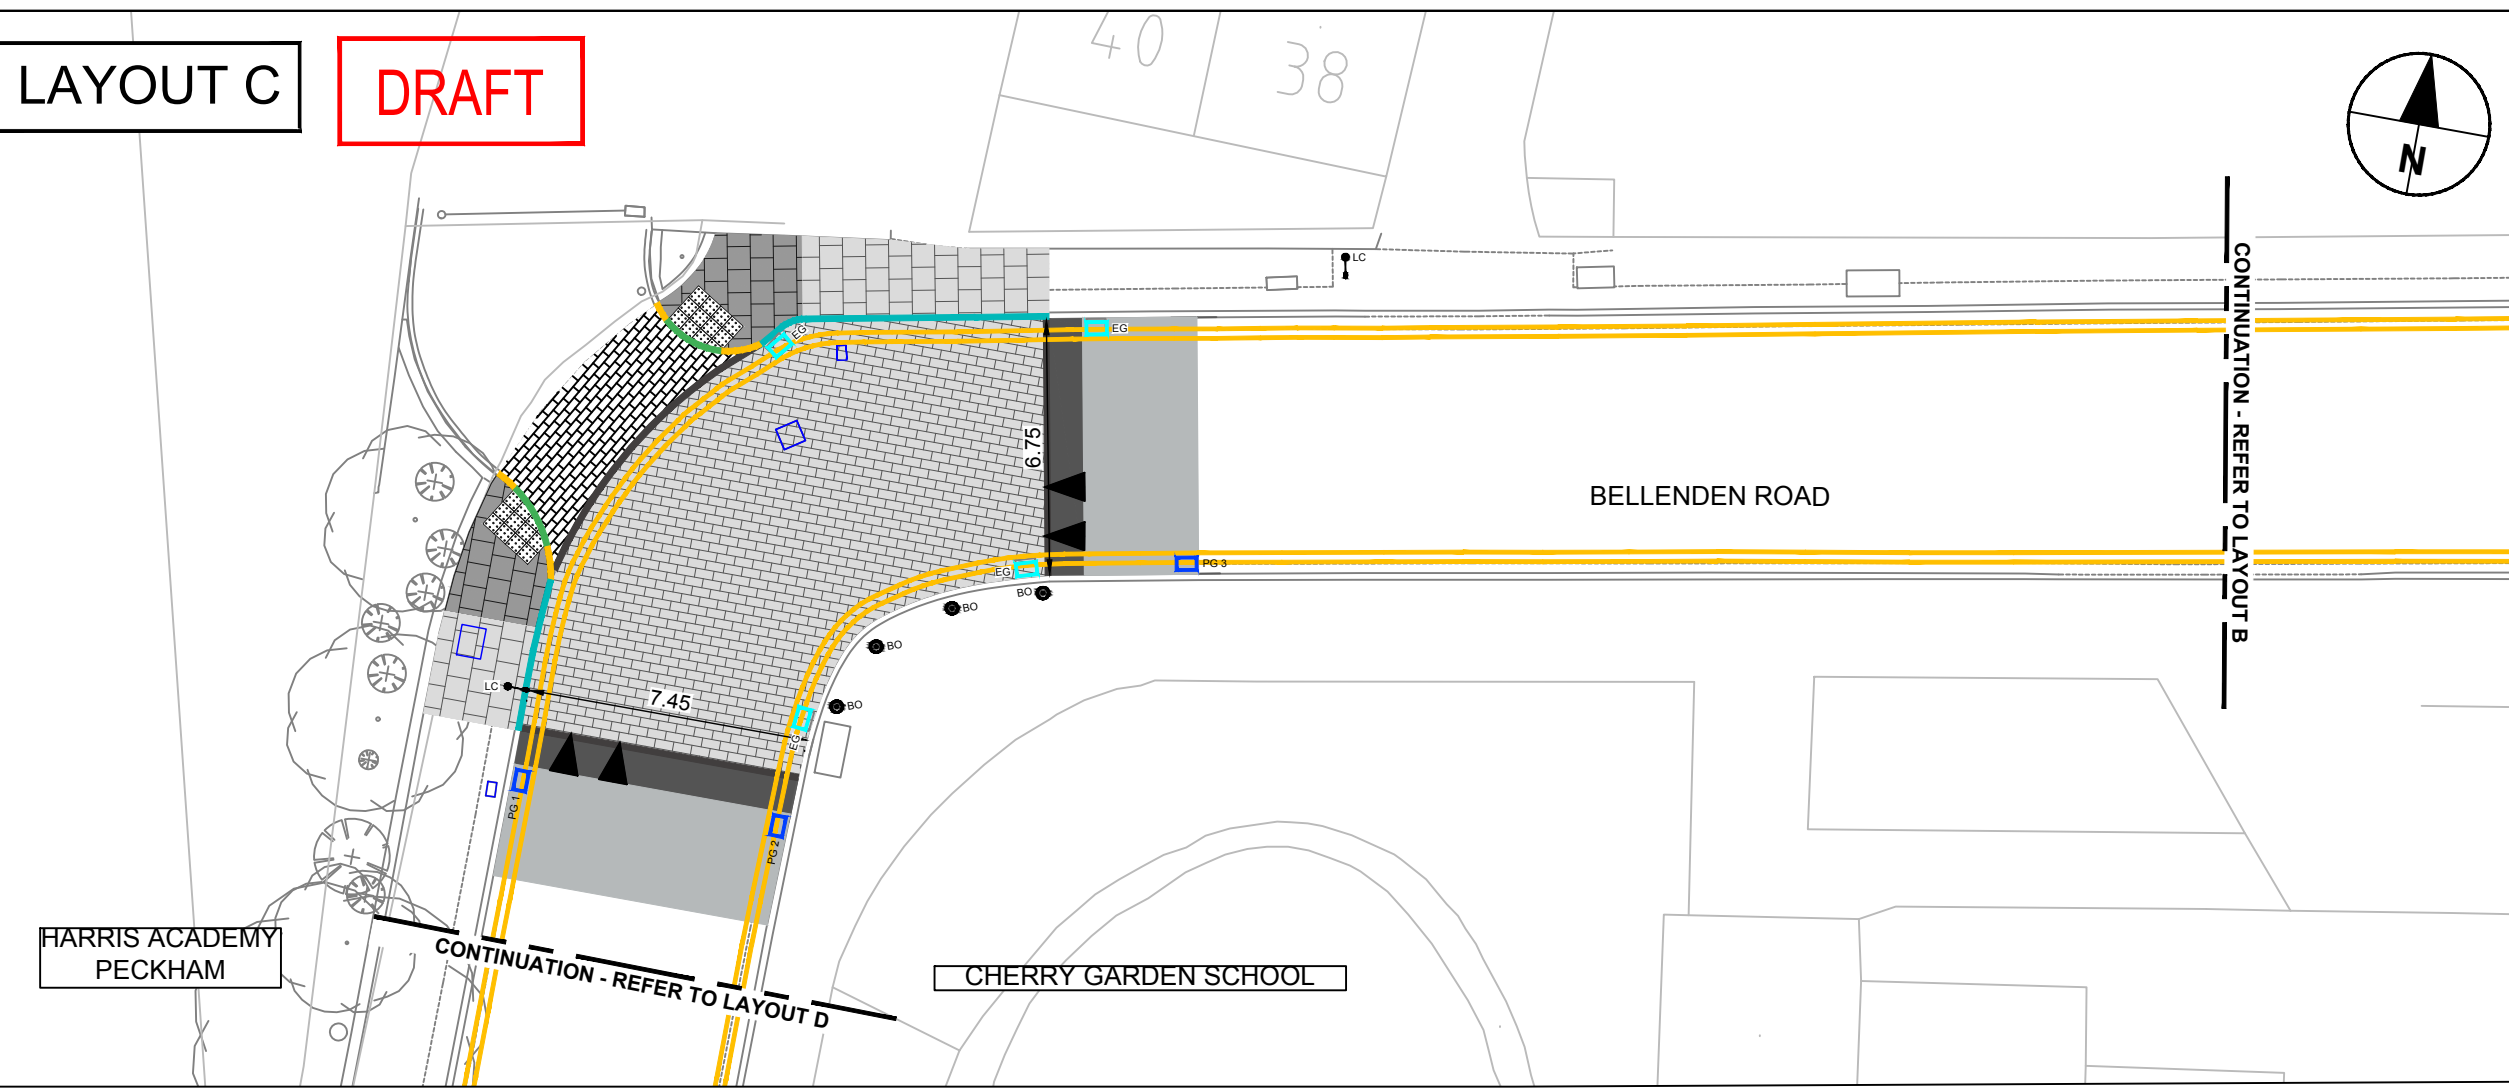 LAYOUT C
DRAFT
40
38
N
LC
EG
EG
CONTINUATION - REFER TO LAYOUT B
6.75
BELLENDEN ROAD
EG
PG 3
BO
BO
BO
BO
LC
7.45
EG
PG 1
PG 2
HARRIS ACADEMY
PECKHAM
CONTINUATION - REFER TO LAYOUT D
CHERRY GARDEN SCHOOL